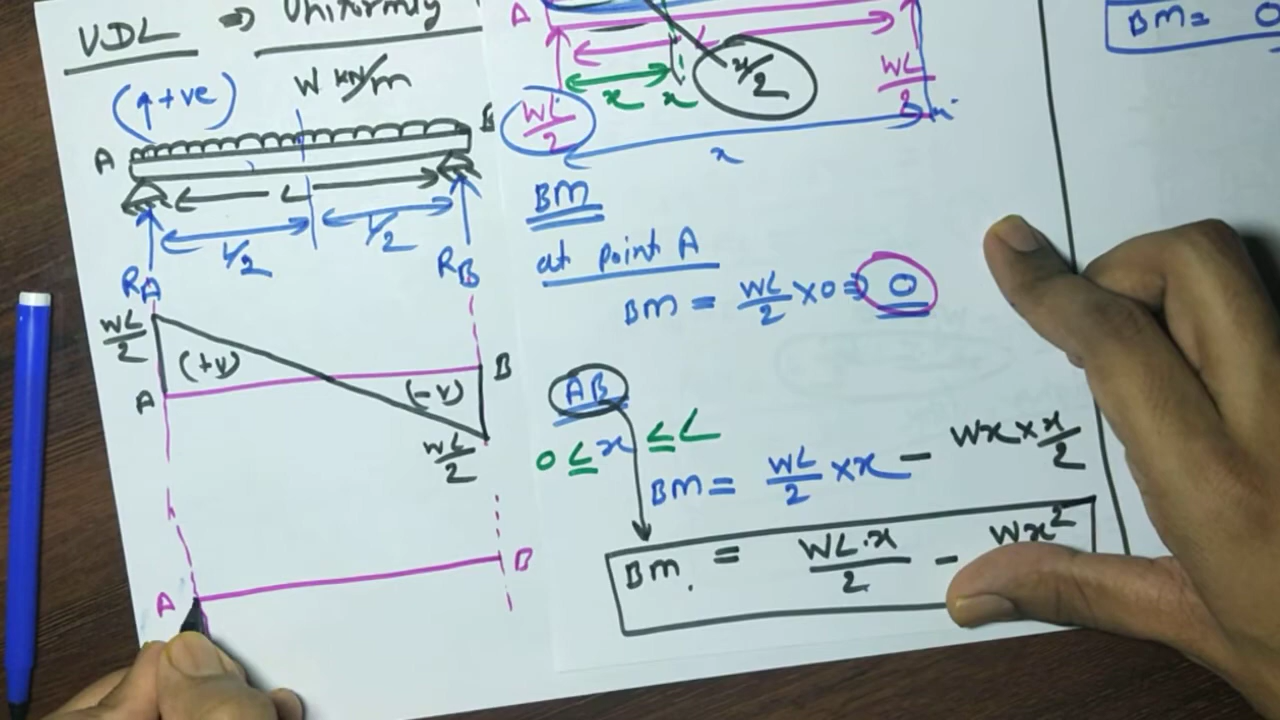 UDL ⇒ Uniformly
(↑+ve)
W kN/m
A
B
L
L/2
L/2
RA
RB
WL/2
(+v)
A
B
(-v)
WL/2
A
B
A
L
x
x
x/2
WL/2
WL/2
x
BM
at point A
BM = WL/2 × 0 ⇒ 0
AB
0 ≤ x ≤ L
BM = WL/2 × x - Wx × x/2
BM. = WL.x/2 - Wx²
BM = 0